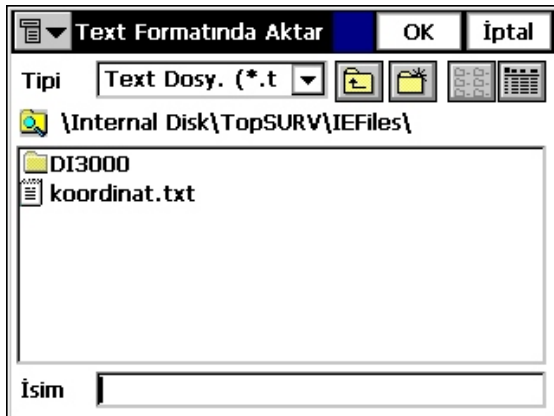 Text Formatında Aktar OK İptal
Tipi Text Dosy. (*.t
\Internal Disk\TopSURV\IEFiles\
DI3000
koordinat.txt
İsim